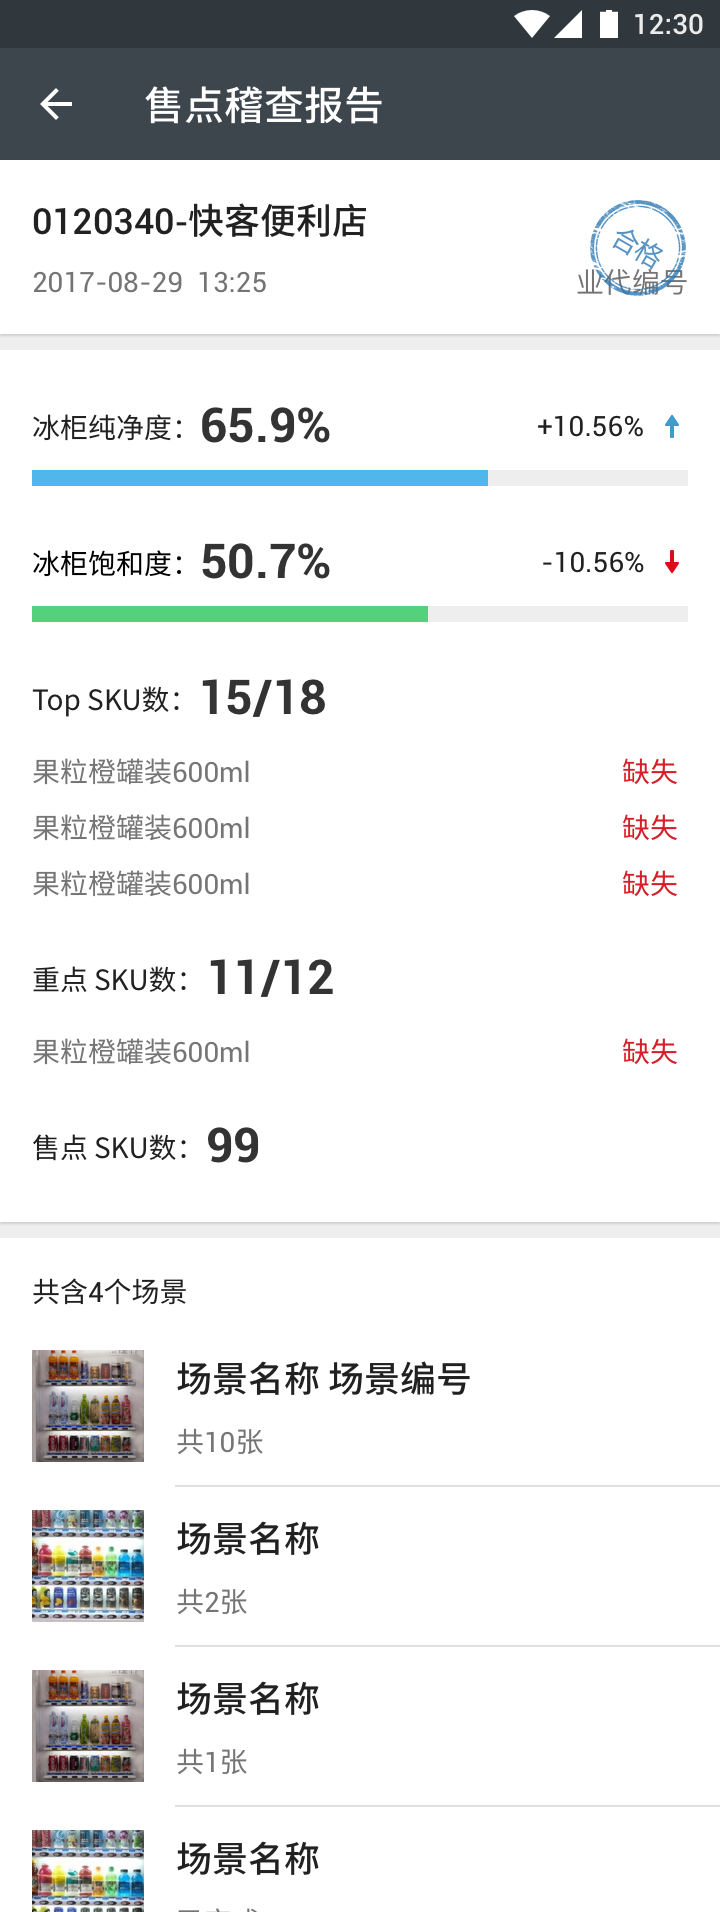 12:30
售点稽查报告
0120340-快客便利店
合格
2017-08-29 13:25
业代编号
冰柜纯净度：65.9% +10.56%
冰柜饱和度：50.7% -10.56%
Top SKU数：15/18
果粒橙罐装600ml 缺失
果粒橙罐装600ml 缺失
果粒橙罐装600ml 缺失
重点 SKU数：11/12
果粒橙罐装600ml 缺失
售点 SKU数：99
共含4个场景
场景名称 场景编号
共10张
场景名称
共2张
场景名称
共1张
场景名称